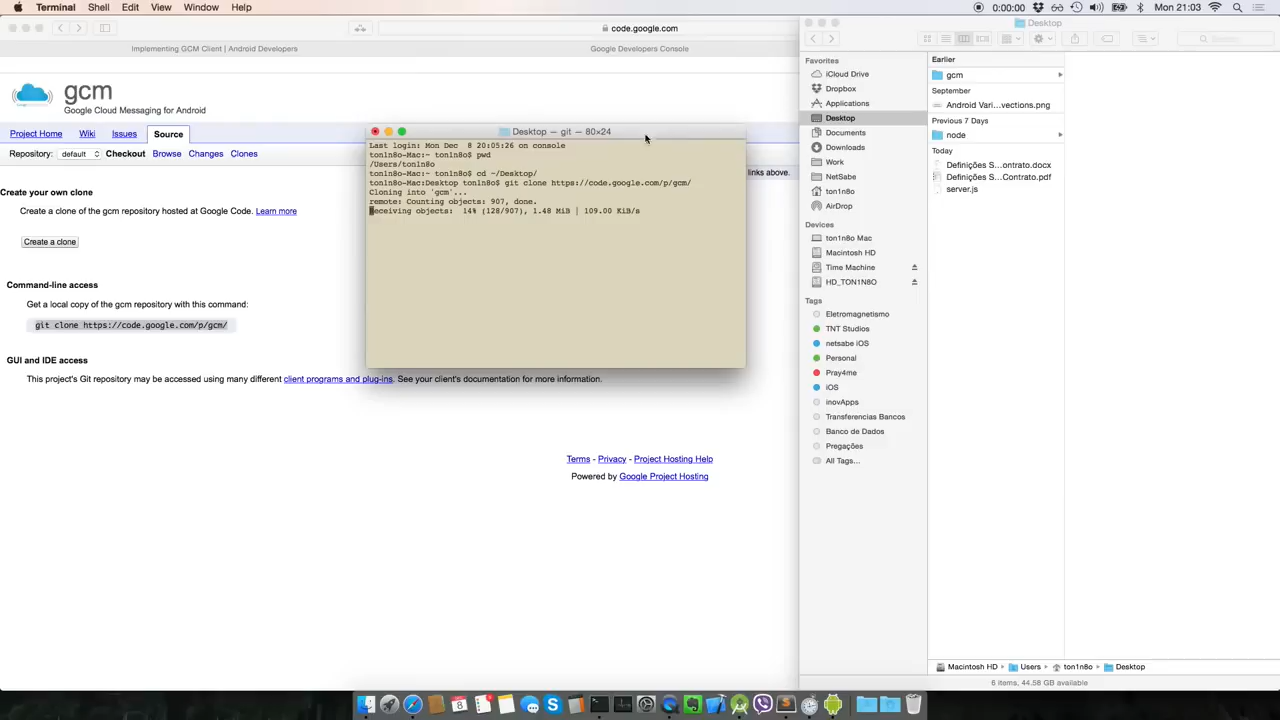 Terminal Shell Edit View Window Help
0:00:00 Mon 21:03
code.google.com
Implementing GCM Client | Android Developers
Google Developers Console
gcm
Google Cloud Messaging for Android
Project Home Wiki Issues Source
Repository: default Checkout Browse Changes Clones
links above.
Create your own clone
Create a clone of the gcm repository hosted at Google Code. Learn more
Create a clone
Command-line access
Get a local copy of the gcm repository with this command:
git clone https://code.google.com/p/gcm/
GUI and IDE access
This project's Git repository may be accessed using many different client programs and plug-ins. See your client's documentation for more information.
Terms - Privacy - Project Hosting Help
Powered by Google Project Hosting
Desktop — git — 80×24
Last login: Mon Dec  8 20:05:26 on console
ton1n8o-Mac:~ ton1n8o$ pwd
/Users/ton1n8o
ton1n8o-Mac:~ ton1n8o$ cd ~/Desktop/
ton1n8o-Mac:Desktop ton1n8o$ git clone https://code.google.com/p/gcm/
Cloning into 'gcm'...
remote: Counting objects: 907, done.
Receiving objects:  14% (128/907), 1.48 MiB | 109.00 KiB/s
Desktop
Favorites
iCloud Drive
Dropbox
Applications
Desktop
Documents
Downloads
Work
NetSabe
ton1n8o
AirDrop
Devices
ton1n8o Mac
Macintosh HD
Time Machine
HD_TON1N8O
Tags
Eletromagnetismo
TNT Studios
netsabe iOS
Personal
Pray4me
iOS
inovApps
Transferencias Bancos
Banco de Dados
Pregações
All Tags...
Earlier
gcm
September
Android Vari...vections.png
Previous 7 Days
node
Today
Definições S...ontrato.docx
Definições S...Contrato.pdf
server.js
Macintosh HD Users ton1n8o Desktop
6 items, 44.58 GB available